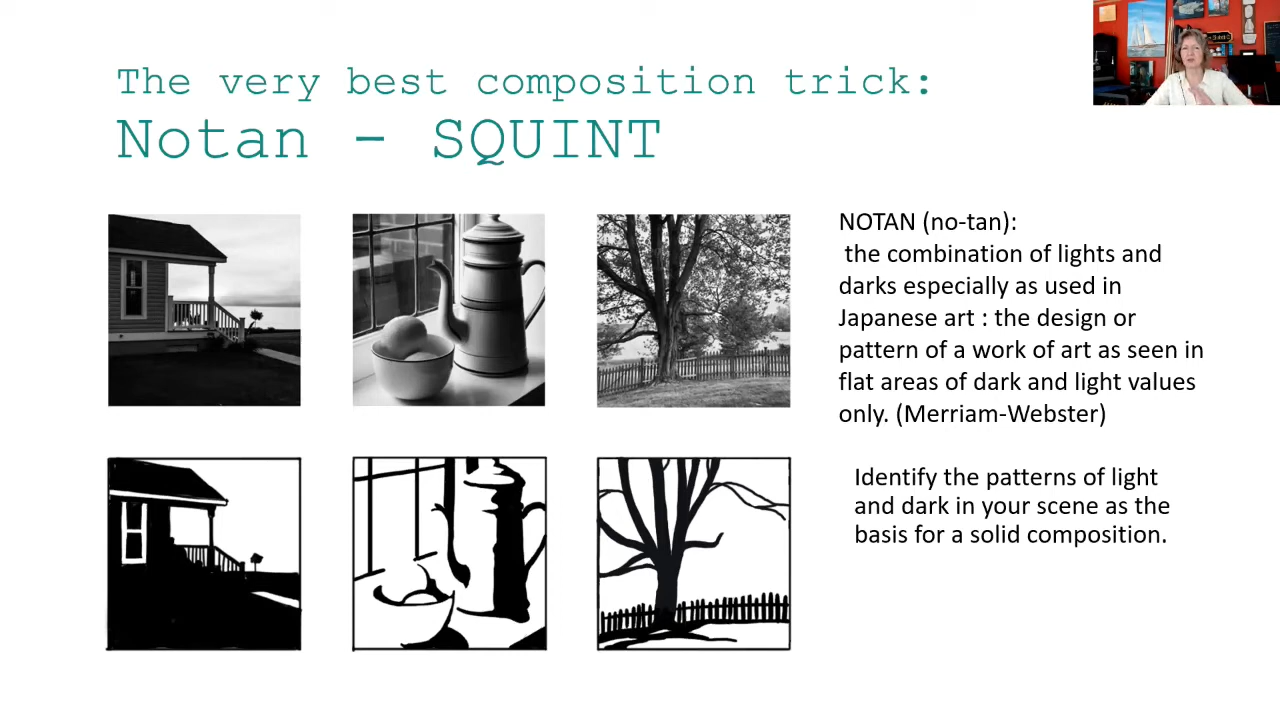 The very best composition trick:
Notan - SQUINT
NOTAN (no-tan):
the combination of lights and
darks especially as used in
Japanese art : the design or
pattern of a work of art as seen in
flat areas of dark and light values
only. (Merriam-Webster)
Identify the patterns of light
and dark in your scene as the
basis for a solid composition.